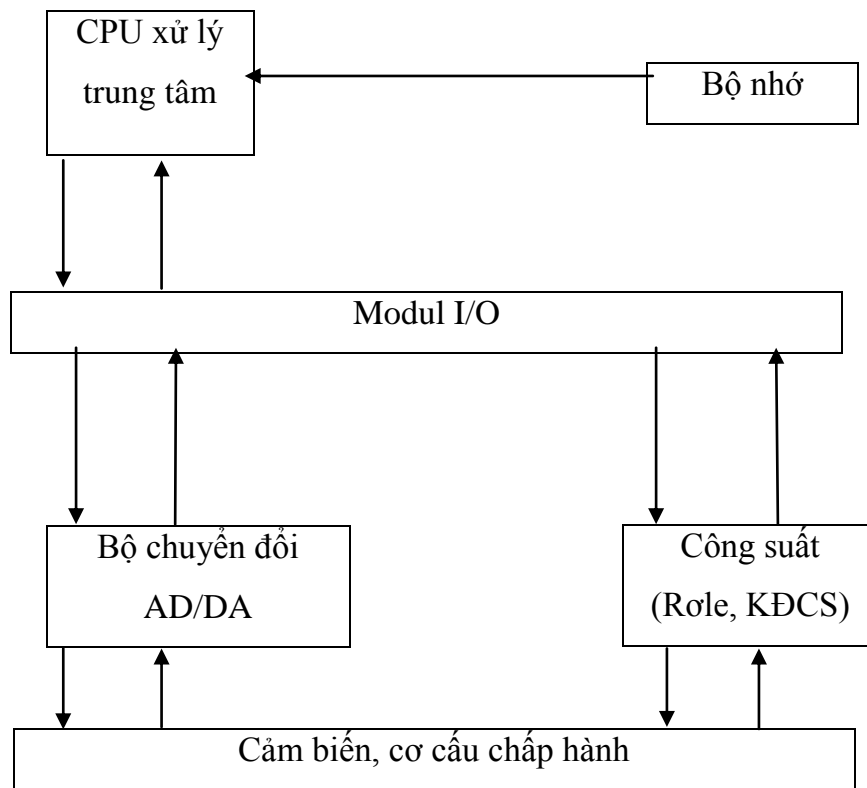 CPU xử lý
trung tâm
Bộ nhớ
Modul I/O
Bộ chuyển đổi
AD/DA
Công suất
(Rơle, KĐCS)
Cảm biến, cơ cấu chấp hành